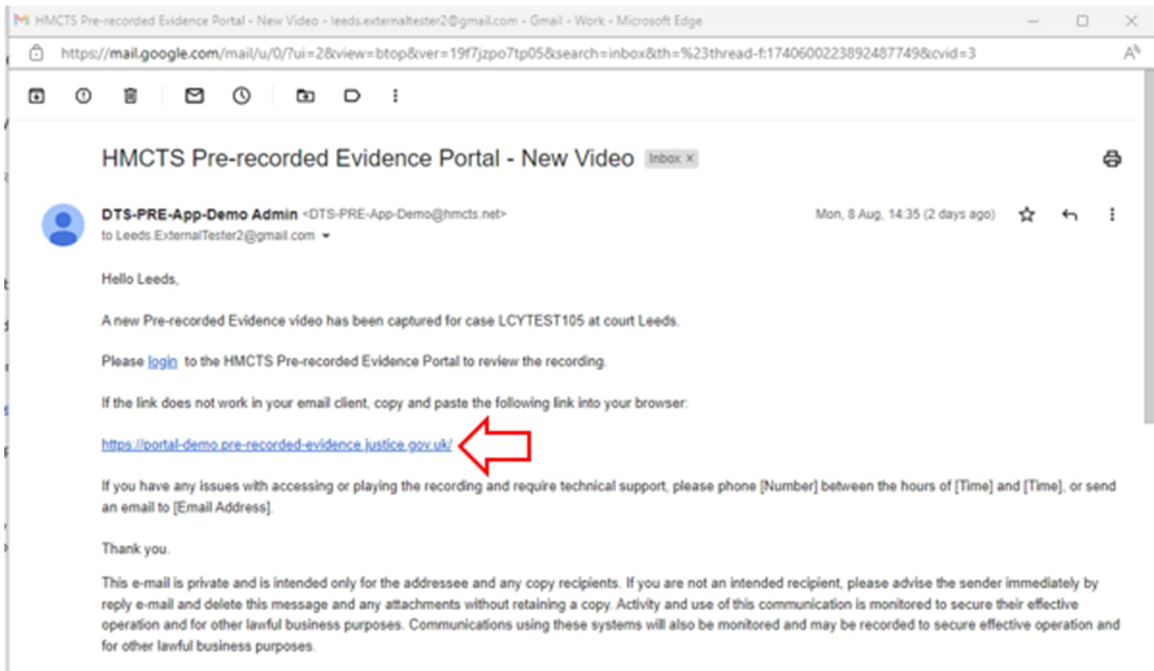 HMCTS Pre-recorded Evidence Portal - New Video - leeds.externaltester2@gmail.com - Gmail - Work - Microsoft Edge
https://mail.google.com/mail/u/0/?ui=2&view=btop&ver=19f7jzpo7tp05&search=inbox&th=%23thread-f:1740600223892487749&cvid=3
HMCTS Pre-recorded Evidence Portal - New Video Inbox ×
DTS-PRE-App-Demo Admin <DTS-PRE-App-Demo@hmcts.net> Mon, 8 Aug, 14:35 (2 days ago)
to Leeds.ExternalTester2@gmail.com
Hello Leeds,
A new Pre-recorded Evidence video has been captured for case LCYTEST105 at court Leeds.
Please login to the HMCTS Pre-recorded Evidence Portal to review the recording.
If the link does not work in your email client, copy and paste the following link into your browser:
https://portal-demo.pre-recorded-evidence.justice.gov.uk/
If you have any issues with accessing or playing the recording and require technical support, please phone [Number] between the hours of [Time] and [Time], or send
an email to [Email Address].
Thank you.
This e-mail is private and is intended only for the addressee and any copy recipients. If you are not an intended recipient, please advise the sender immediately by
reply e-mail and delete this message and any attachments without retaining a copy. Activity and use of this communication is monitored to secure their effective
operation and for other lawful business purposes. Communications using these systems will also be monitored and may be recorded to secure effective operation and
for other lawful business purposes.